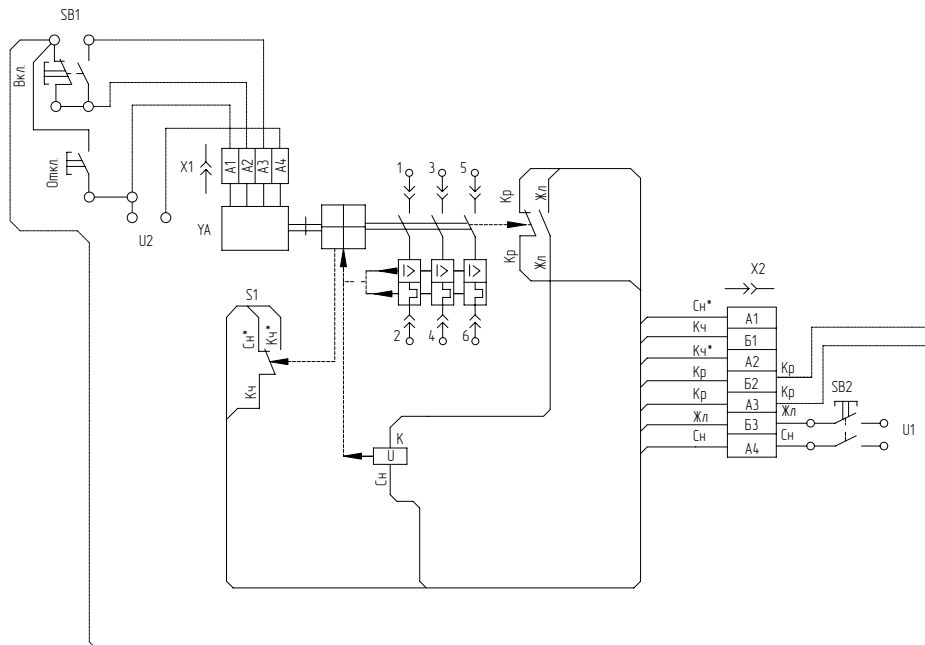 SB1
Вкл.
Откл.
X1
A1
A2
A3
A4
U2
YA
1
3
5
I>
I>
I>
2
4
6
Кр
Жл
Кр
Жл
S1
Сн*
Кч*
Кч
К
U
Сн
X2
Сн*
A1
Кч
Б1
Кч*
A2
Кр
Б2
Кр
Кр
A3
Кр
Жл
Б3
Жл
Сн
A4
Сн
SB2
U1